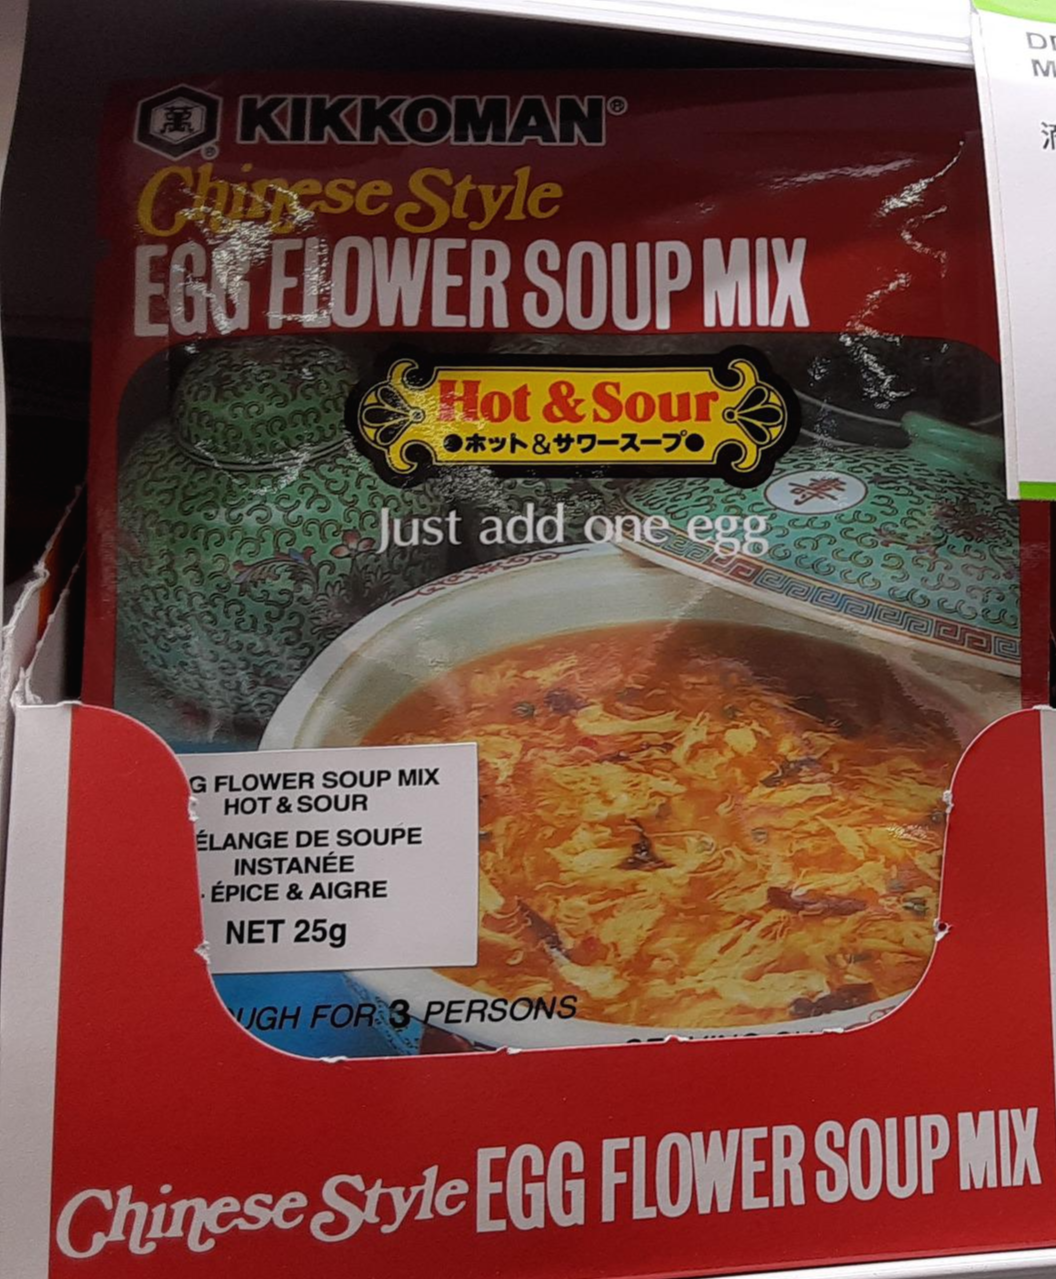 KIKKOMAN®
Chinese Style
EGG FLOWER SOUP MIX
Hot & Sour
●ホット&サワースープ●
Just add one egg
G FLOWER SOUP MIX
HOT & SOUR
ÉLANGE DE SOUPE
INSTANÉE
- ÉPICE & AIGRE
NET 25g
UGH FOR 3 PERSONS
Chinese Style EGG FLOWER SOUP MIX